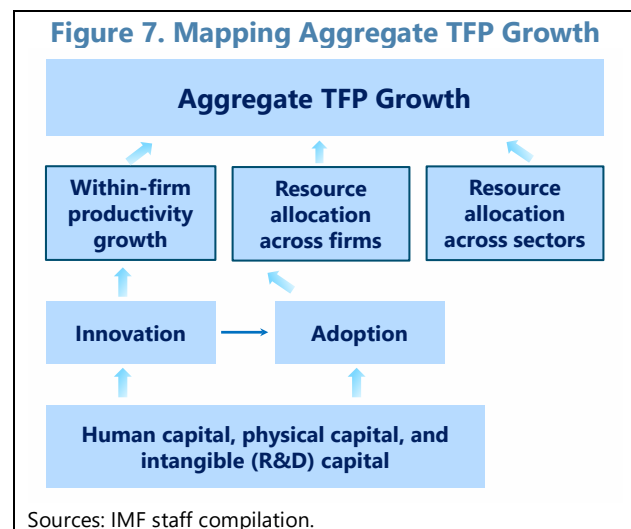 Figure 7. Mapping Aggregate TFP Growth
Aggregate TFP Growth
Within-firm
productivity
growth
Resource
allocation
across firms
Resource
allocation
across sectors
Innovation
Adoption
Human capital, physical capital, and
intangible (R&D) capital
Sources: IMF staff compilation.